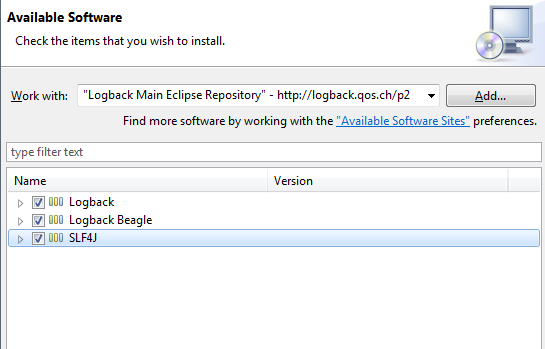 Available Software
Check the items that you wish to install.
Work with: "Logback Main Eclipse Repository" - http://logback.qos.ch/p2 Add...
Find more software by working with the "Available Software Sites" preferences.
type filter text
Name Version
Logback
Logback Beagle
SLF4J